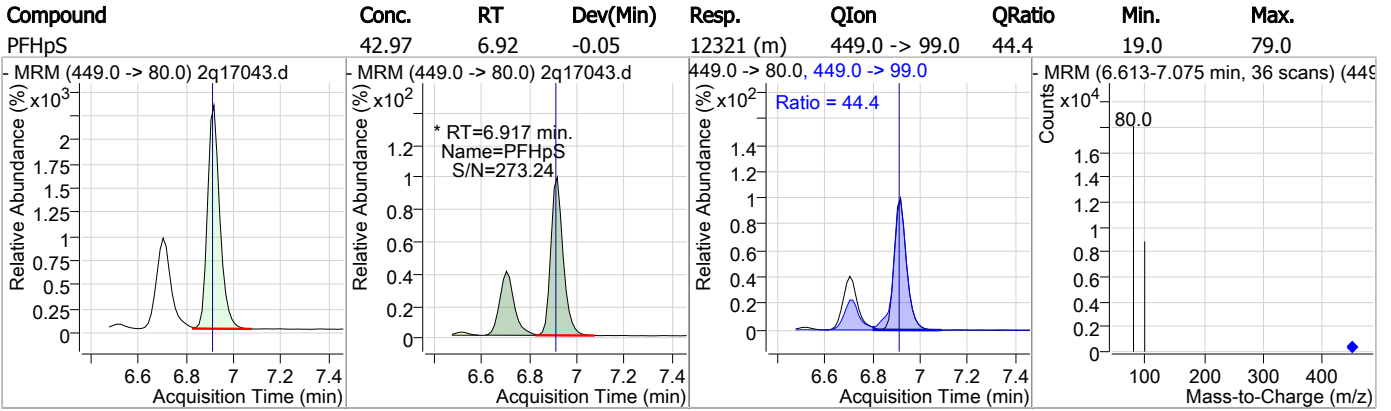 Compound Conc. RT Dev(Min) Resp. QIon QRatio Min. Max.
PFHpS 42.97 6.92 -0.05 12321 (m) 449.0 -> 99.0 44.4 19.0 79.0
- MRM (449.0 -> 80.0) 2q17043.d
Relative Abundance (%)
x10³
2
1.75
1.5
1.25
1
0.75
0.5
0.25
0
6.6 6.8 7 7.2 7.4
Acquisition Time (min)
- MRM (449.0 -> 80.0) 2q17043.d
Relative Abundance (%)
x10²
* RT=6.917 min.
Name=PFHpS
S/N=273.24
1.2
1
0.8
0.6
0.4
0.2
0
6.6 6.8 7 7.2 7.4
Acquisition Time (min)
449.0 -> 80.0, 449.0 -> 99.0
Relative Abundance (%)
x10²
Ratio = 44.4
1.4
1.2
1
0.8
0.6
0.4
0.2
0
6.6 6.8 7 7.2 7.4
Acquisition Time (min)
- MRM (6.613-7.075 min, 36 scans) (449
Counts
x10⁴
80.0
1.6
1.4
1.2
1
0.8
0.6
0.4
0.2
0
100 200 300 400
Mass-to-Charge (m/z)